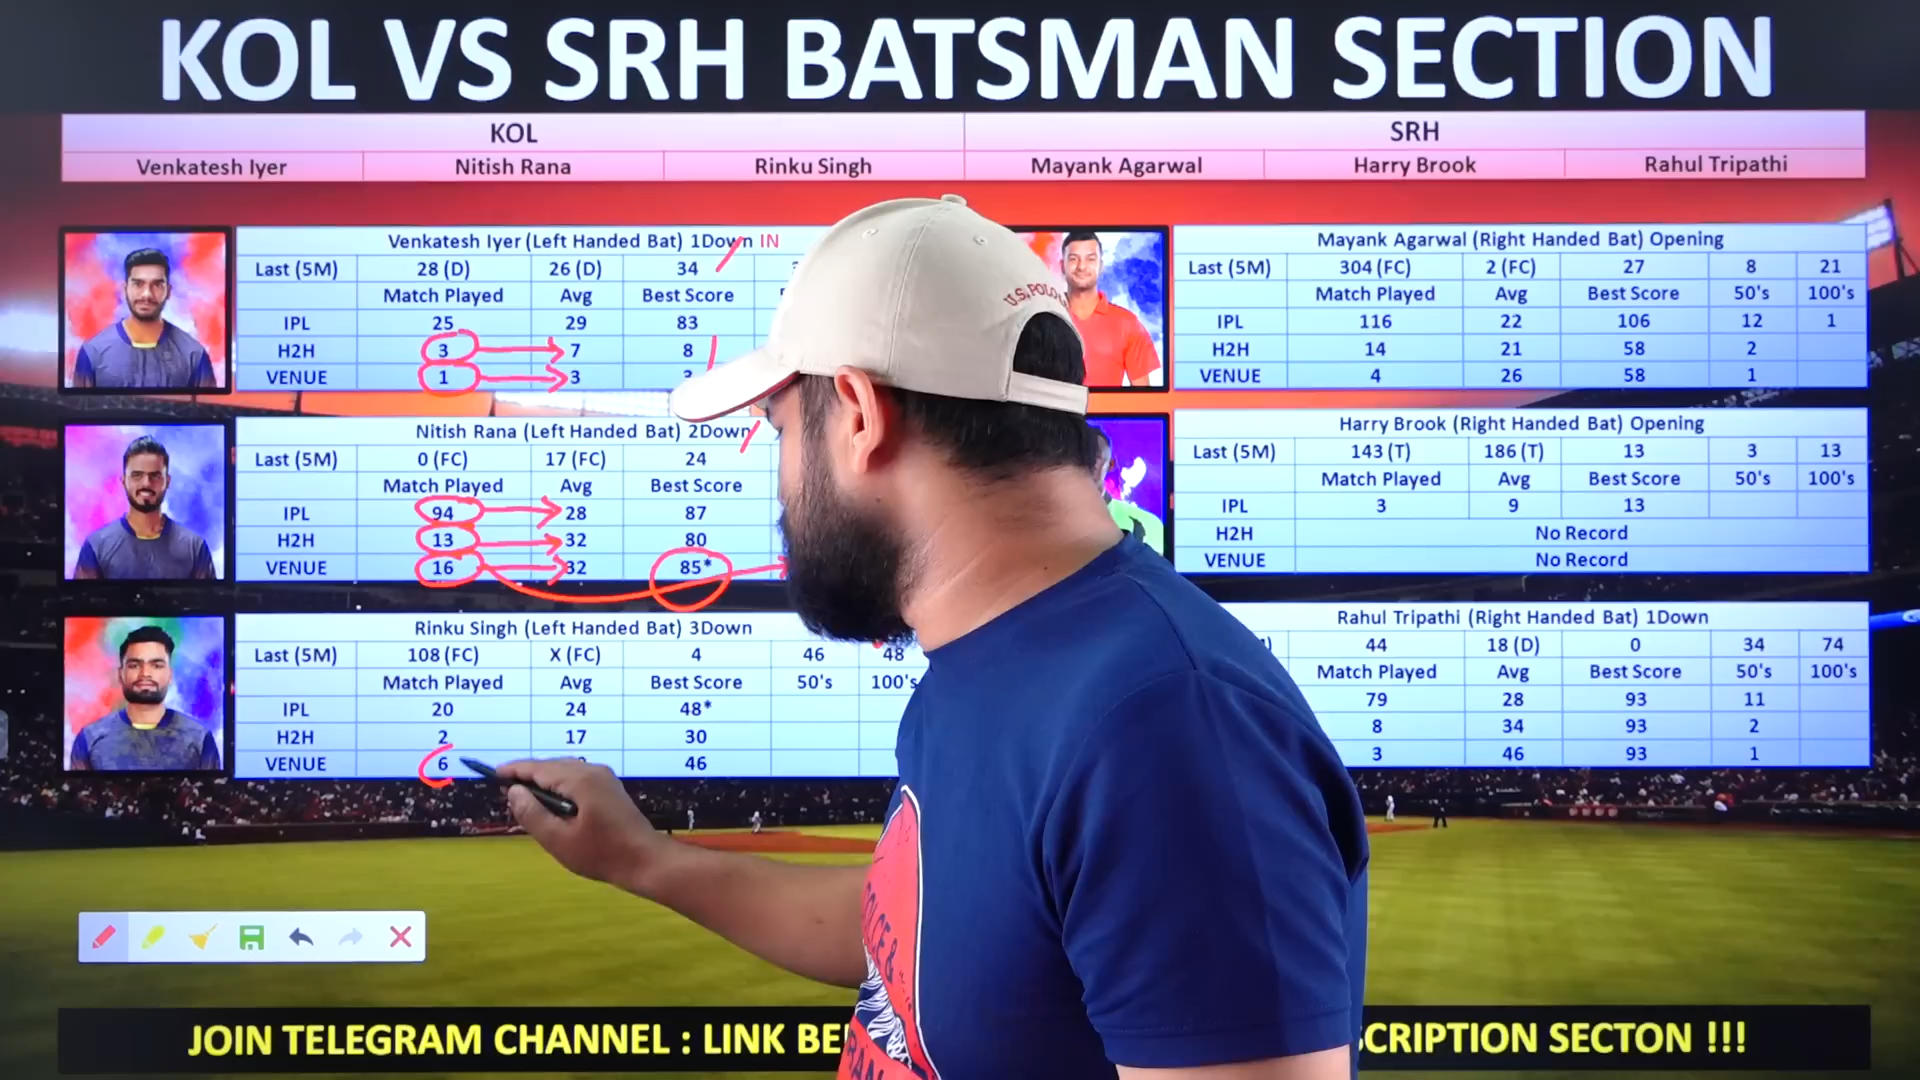 KOL VS SRH BATSMAN SECTION
KOL SRH
Venkatesh Iyer Nitish Rana Rinku Singh Mayank Agarwal Harry Brook Rahul Tripathi
Venkatesh Iyer (Left Handed Bat) 1Down IN
Last (5M) 28 (D) 26 (D) 34
Match Played Avg Best Score
IPL 25 29 83
H2H 3 7 8
VENUE 1 3
Nitish Rana (Left Handed Bat) 2Down
Last (5M) 0 (FC) 17 (FC) 24
Match Played Avg Best Score
IPL 94 28 87
H2H 13 32 80
VENUE 16 32 85*
Rinku Singh (Left Handed Bat) 3Down
Last (5M) 108 (FC) X (FC) 4 46 48
Match Played Avg Best Score 50's 100's
IPL 20 24 48*
H2H 2 17 30
VENUE 6 46
Mayank Agarwal (Right Handed Bat) Opening
Last (5M) 304 (FC) 2 (FC) 27 8 21
Match Played Avg Best Score 50's 100's
IPL 116 22 106 12 1
H2H 14 21 58 2
VENUE 4 26 58 1
Harry Brook (Right Handed Bat) Opening
Last (5M) 143 (T) 186 (T) 13 3 13
Match Played Avg Best Score 50's 100's
IPL 3 9 13
H2H No Record
VENUE No Record
Rahul Tripathi (Right Handed Bat) 1Down
44 18 (D) 0 34 74
Match Played Avg Best Score 50's 100's
79 28 93 11
8 34 93 2
3 46 93 1
U.S. POLO
JOIN TELEGRAM CHANNEL : LINK BE SCRIPTION SECTON !!!